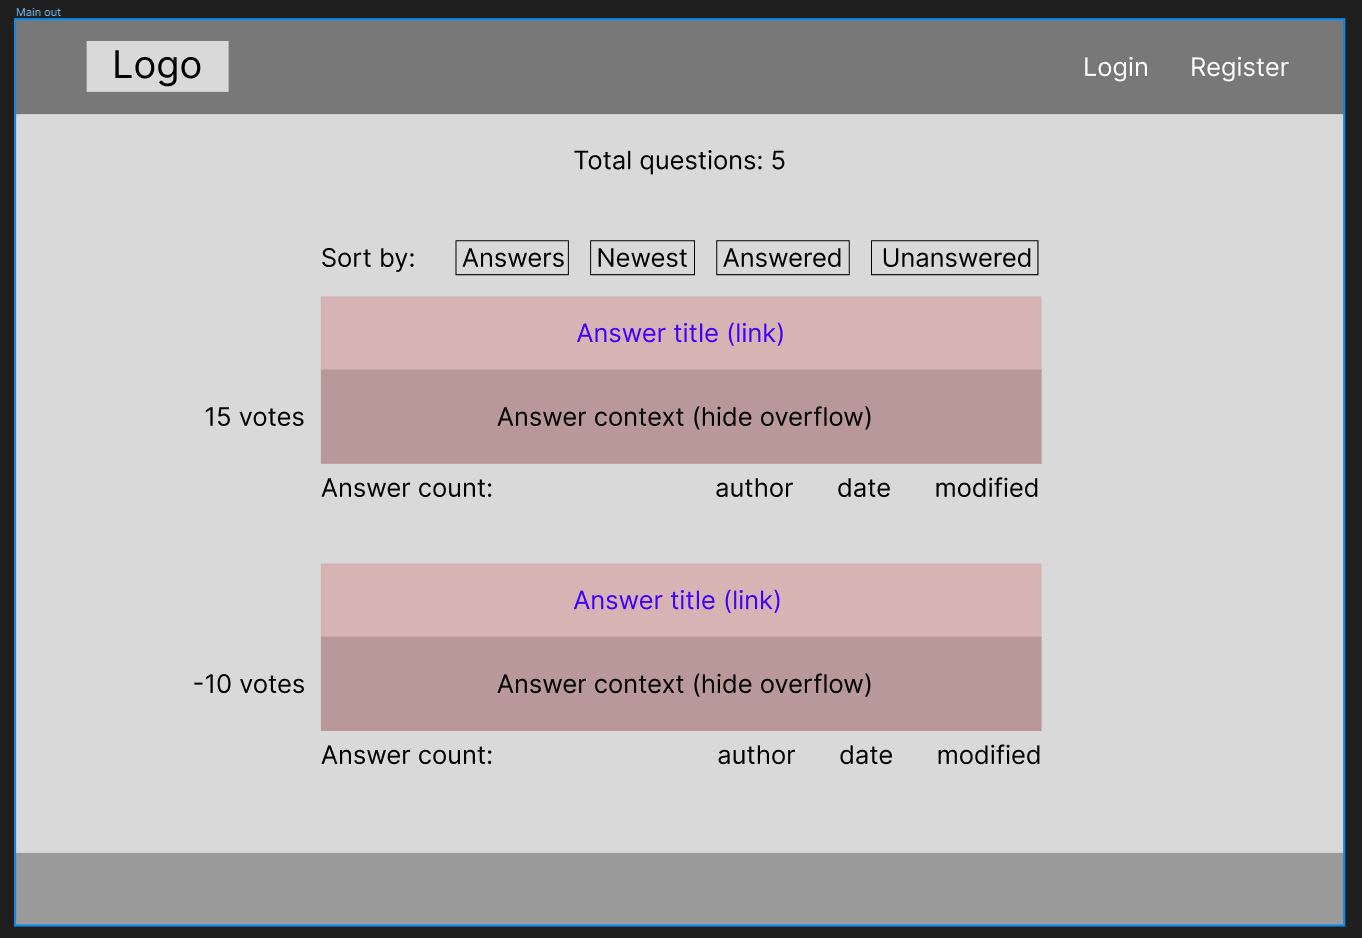 Main out
Logo
Login Register
Total questions: 5
Sort by: Answers Newest Answered Unanswered
Answer title (link)
15 votes Answer context (hide overflow)
Answer count: author date modified
Answer title (link)
-10 votes Answer context (hide overflow)
Answer count: author date modified